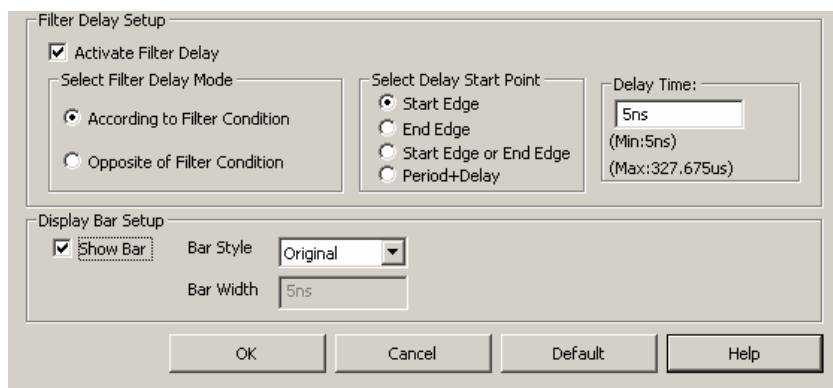 Filter Delay Setup
Activate Filter Delay
Select Filter Delay Mode
According to Filter Condition
Opposite of Filter Condition
Select Delay Start Point
Start Edge
End Edge
Start Edge or End Edge
Period+Delay
Delay Time:
5ns
(Min:5ns)
(Max:327.675us)
Display Bar Setup
Show Bar
Bar Style
Original
Bar Width
5ns
OK
Cancel
Default
Help